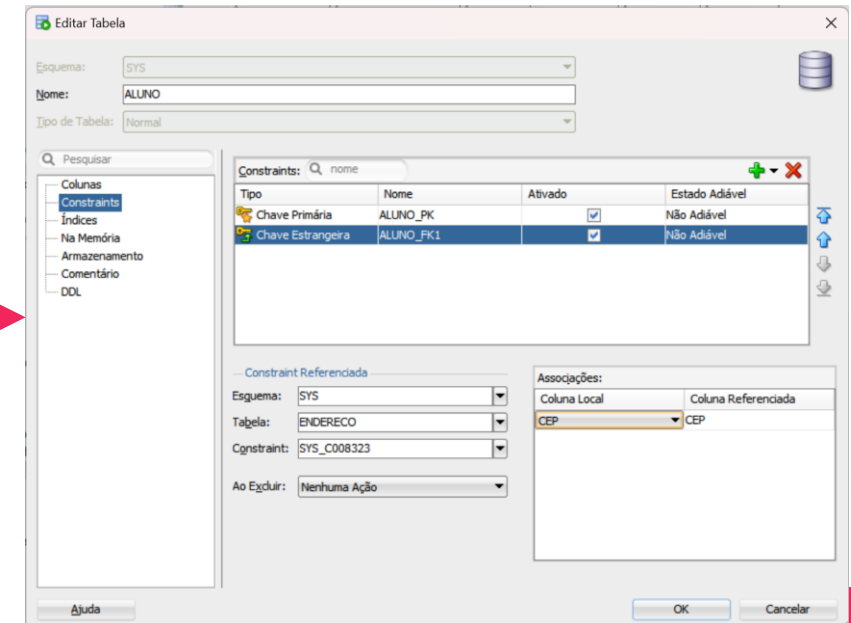 Editar Tabela
Esquema: SYS
Nome: ALUNO
Tipo de Tabela: Normal
Pesquisar
Colunas
Constraints
Índices
Na Memória
Armazenamento
Comentário
DDL
Constraints: nome
Tipo Nome Ativado Estado Adiável
Chave Primária ALUNO_PK Não Adiável
Chave Estrangeira ALUNO_FK1 Não Adiável
Constraint Referenciada
Esquema: SYS
Tabela: ENDERECO
Constraint: SYS_C008323
Ao Excluir: Nenhuma Ação
Associações:
Coluna Local Coluna Referenciada
CEP CEP
Ajuda OK Cancelar